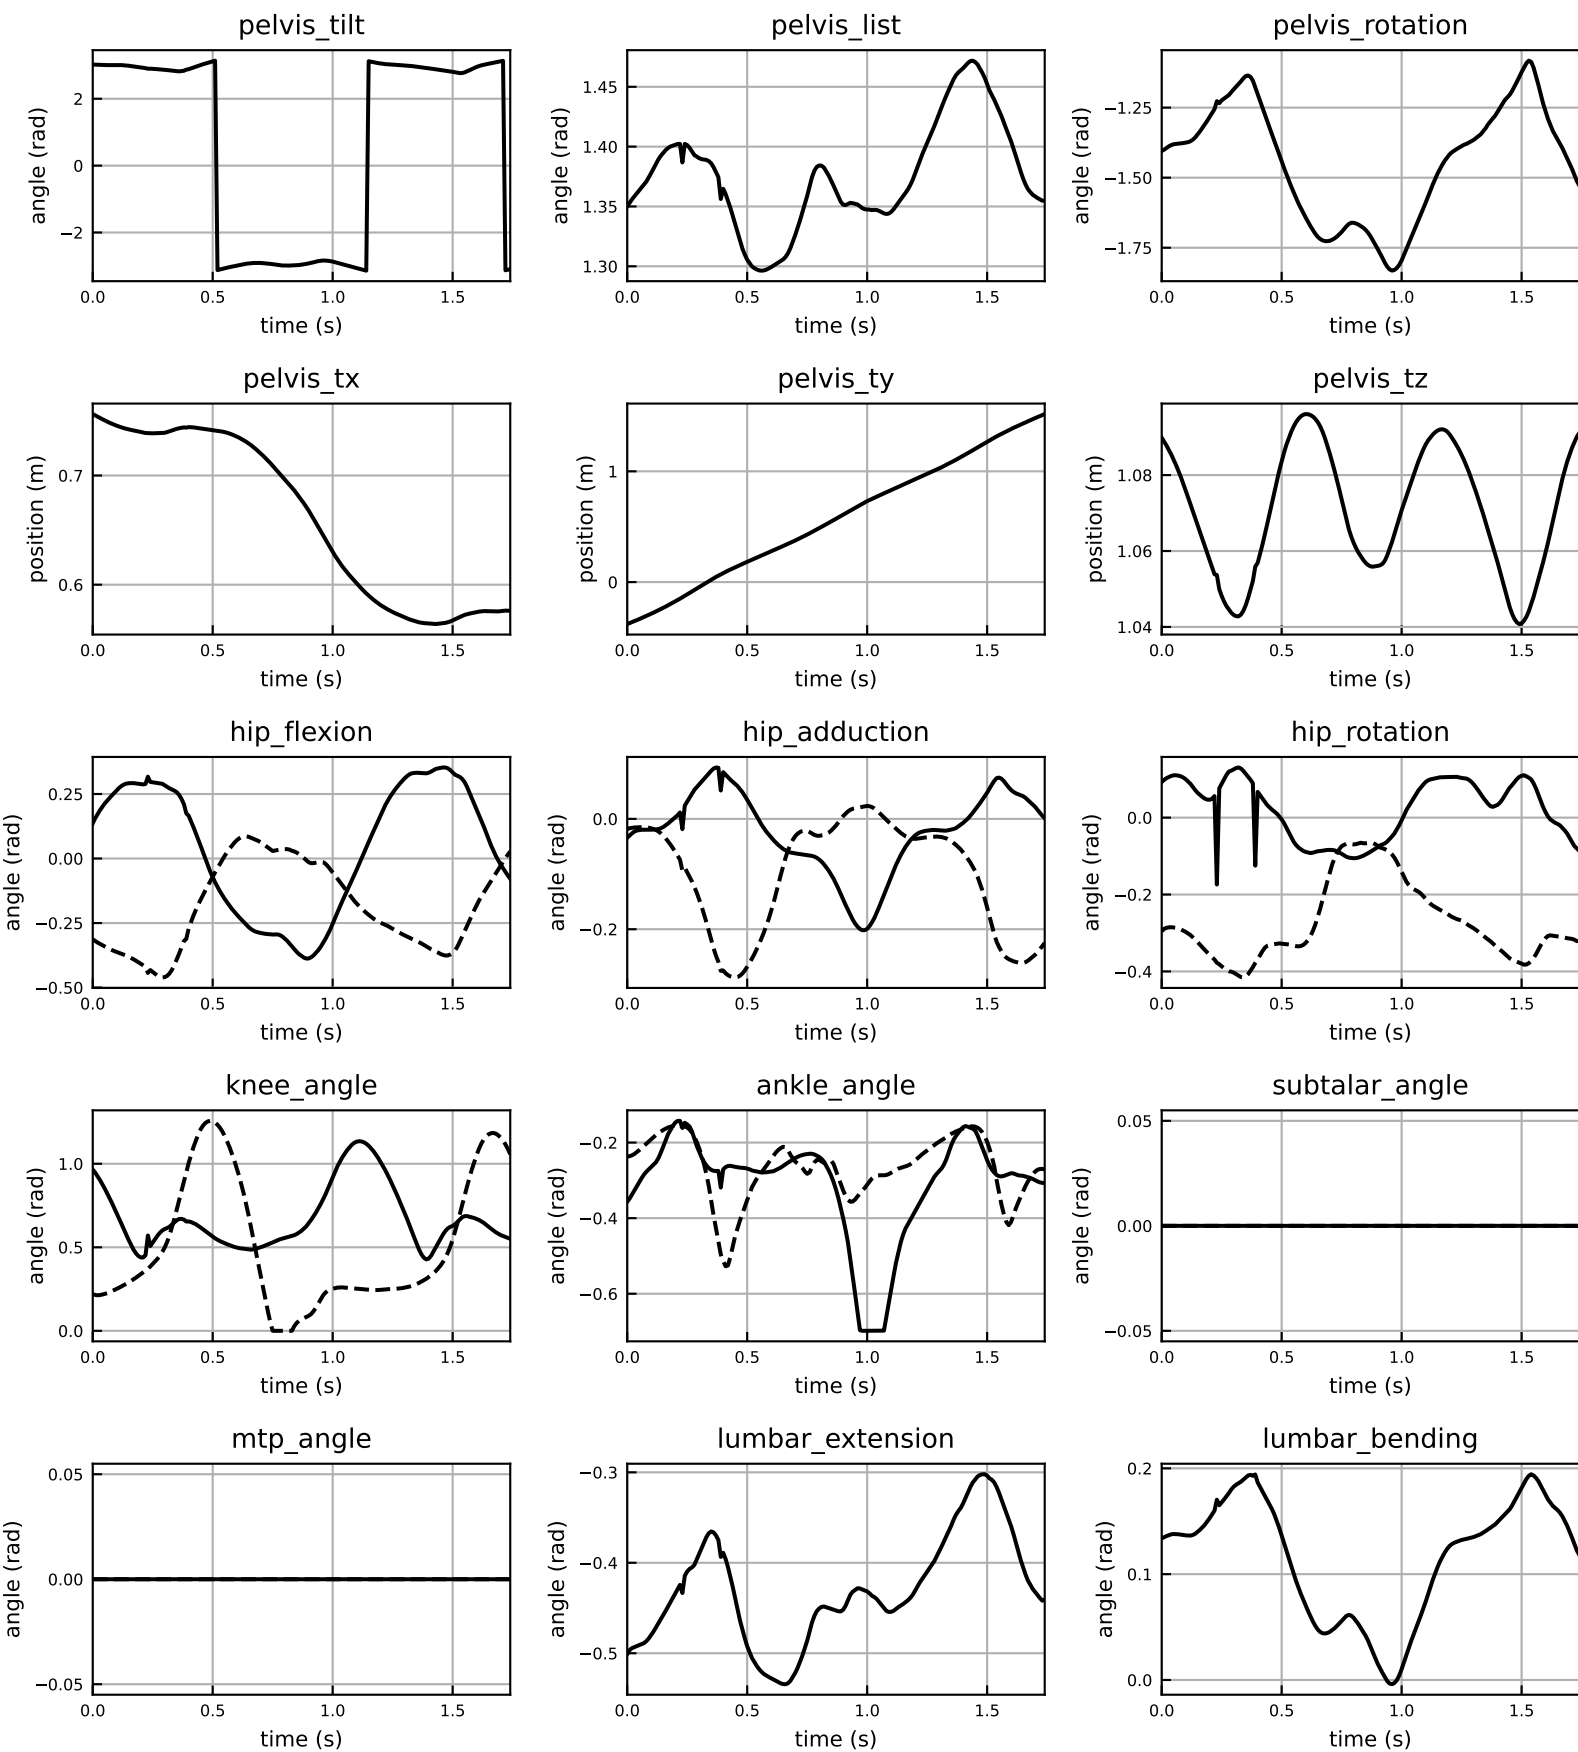 pelvis_tilt
angle (rad)
2
0
−2
0.0 0.5 1.0 1.5
time (s)
pelvis_list
angle (rad)
1.45
1.40
1.35
1.30
0.0 0.5 1.0 1.5
time (s)
pelvis_rotation
angle (rad)
−1.25
−1.50
−1.75
0.0 0.5 1.0 1.5
time (s)
pelvis_tx
position (m)
0.7
0.6
0.0 0.5 1.0 1.5
time (s)
pelvis_ty
position (m)
1
0
0.0 0.5 1.0 1.5
time (s)
pelvis_tz
position (m)
1.08
1.06
1.04
0.0 0.5 1.0 1.5
time (s)
hip_flexion
angle (rad)
0.25
0.00
−0.25
−0.50
0.0 0.5 1.0 1.5
time (s)
hip_adduction
angle (rad)
0.0
−0.2
0.0 0.5 1.0 1.5
time (s)
hip_rotation
angle (rad)
0.0
−0.2
−0.4
0.0 0.5 1.0 1.5
time (s)
knee_angle
angle (rad)
1.0
0.5
0.0
0.0 0.5 1.0 1.5
time (s)
ankle_angle
angle (rad)
−0.2
−0.4
−0.6
0.0 0.5 1.0 1.5
time (s)
subtalar_angle
angle (rad)
0.05
0.00
−0.05
0.0 0.5 1.0 1.5
time (s)
mtp_angle
angle (rad)
0.05
0.00
−0.05
0.0 0.5 1.0 1.5
time (s)
lumbar_extension
angle (rad)
−0.3
−0.4
−0.5
0.0 0.5 1.0 1.5
time (s)
lumbar_bending
angle (rad)
0.2
0.1
0.0
0.0 0.5 1.0 1.5
time (s)